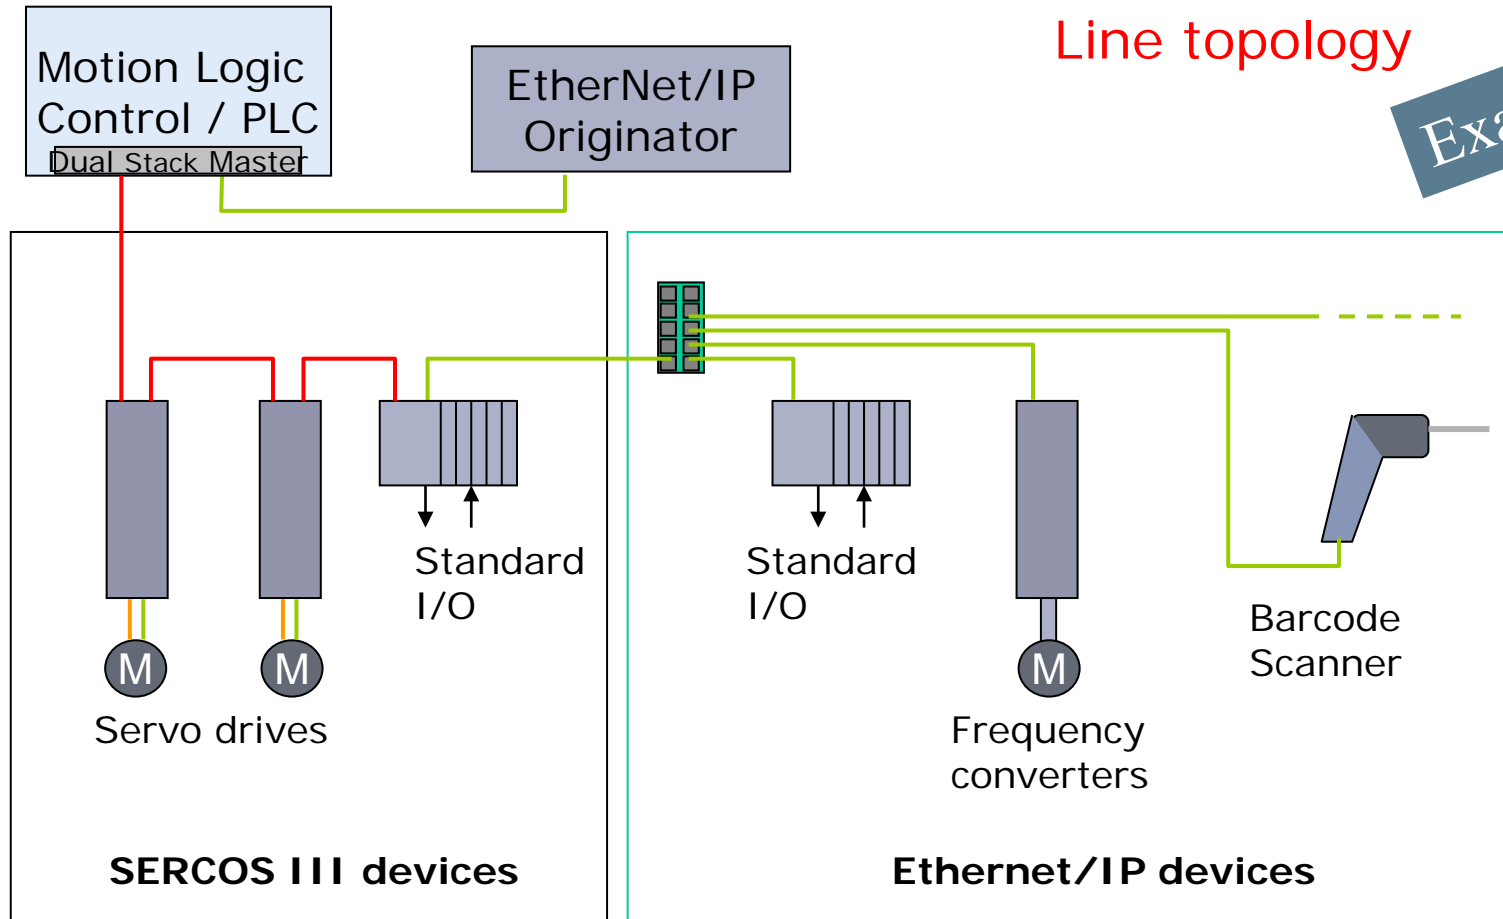 Line topology
Motion Logic
Control / PLC
Dual Stack Master
EtherNet/IP
Originator
Standard
I/O
Standard
I/O
Barcode
Scanner
M
M
M
Servo drives
Frequency
converters
SERCOS III devices
Ethernet/IP devices